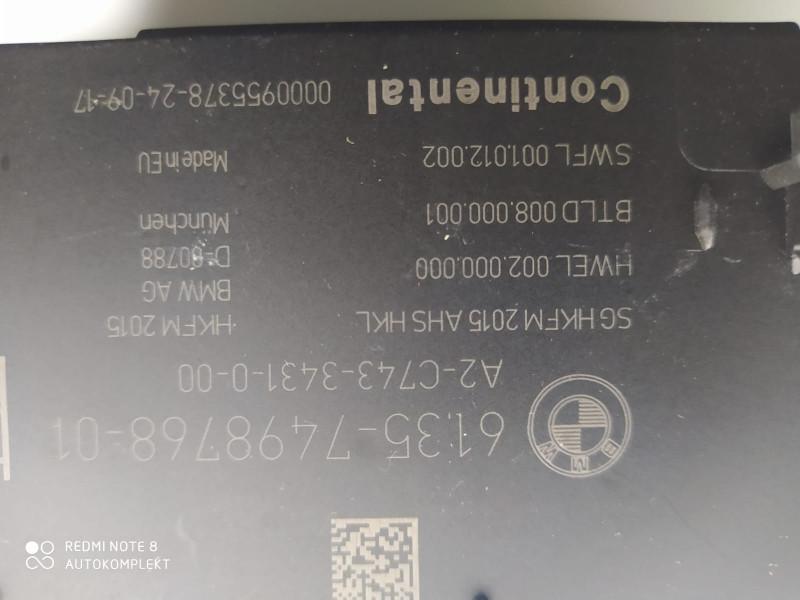 BMW
6135-7498768-01
A2-C743-3431-0-00
SG HKFM 2015 AHS HKL HKFM 2015
BMW AG
HWEL 002.000.000 D-80788
BTLD 008.000.001 München
SWFL 001.012.002 Made in EU
Continental 0000955378-24-09-17
REDMI NOTE 8
AUTOKOMPLEKT